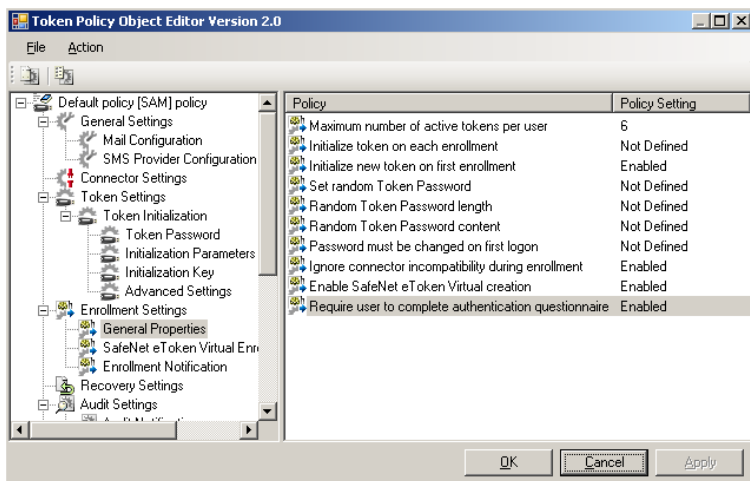 Token Policy Object Editor Version 2.0
File Action
Default policy [SAM] policy
General Settings
Mail Configuration
SMS Provider Configuration
Connector Settings
Token Settings
Token Initialization
Token Password
Initialization Parameters
Initialization Key
Advanced Settings
Enrollment Settings
General Properties
SafeNet eToken Virtual Enr
Enrollment Notification
Recovery Settings
Audit Settings
Policy Policy Setting
Maximum number of active tokens per user 6
Initialize token on each enrollment Not Defined
Initialize new token on first enrollment Enabled
Set random Token Password Not Defined
Random Token Password length Not Defined
Random Token Password content Not Defined
Password must be changed on first logon Not Defined
Ignore connector incompatibility during enrollment Enabled
Enable SafeNet eToken Virtual creation Enabled
Require user to complete authentication questionnaire Enabled
OK Cancel Apply